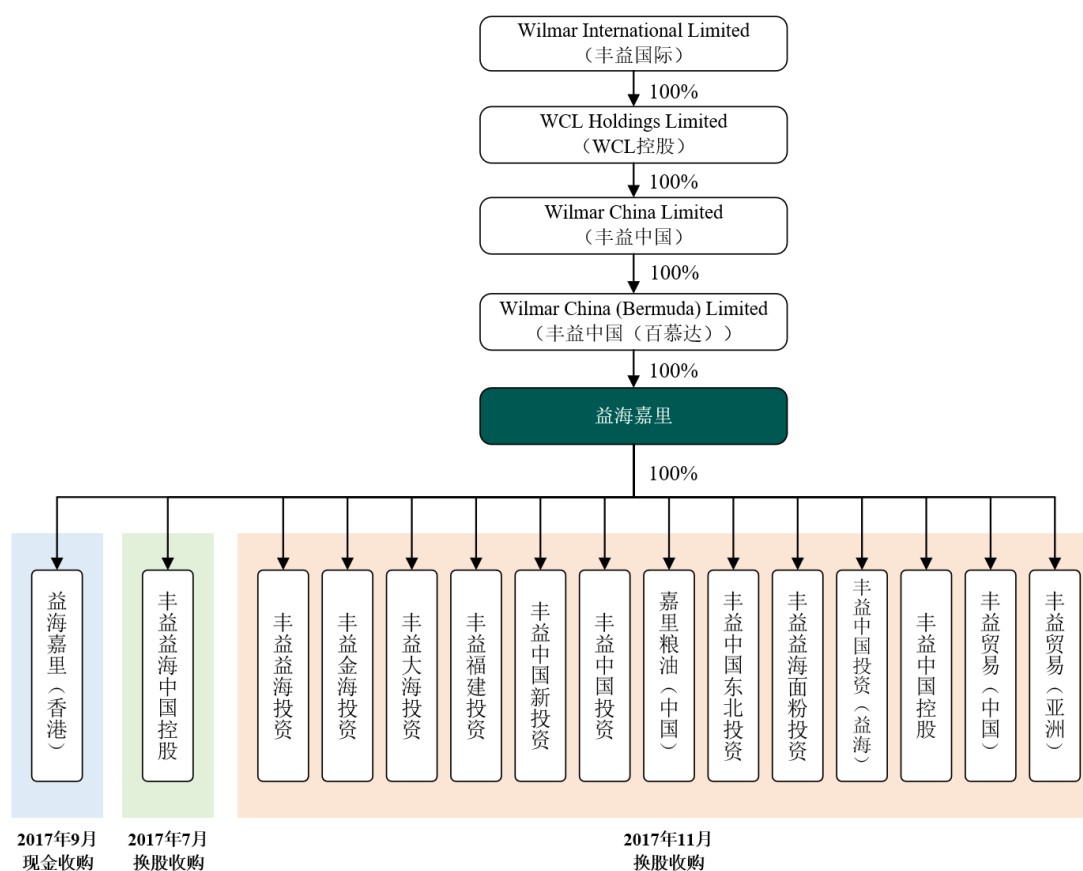 Wilmar International Limited
（丰益国际）
100%
WCL Holdings Limited
（WCL控股）
100%
Wilmar China Limited
（丰益中国）
100%
Wilmar China (Bermuda) Limited
（丰益中国（百慕达））
100%
益海嘉里
100%
益海嘉里（香港）
丰益益海中国控股
丰益益海投资
丰益金海投资
丰益大海投资
丰益福建投资
丰益中国新投资
丰益中国投资
嘉里粮油（中国）
丰益中国东北投资
丰益益海面粉投资
丰益中国投资（益海）
丰益中国控股
丰益贸易（中国）
丰益贸易（亚洲）
2017年9月
现金收购
2017年7月
换股收购
2017年11月
换股收购